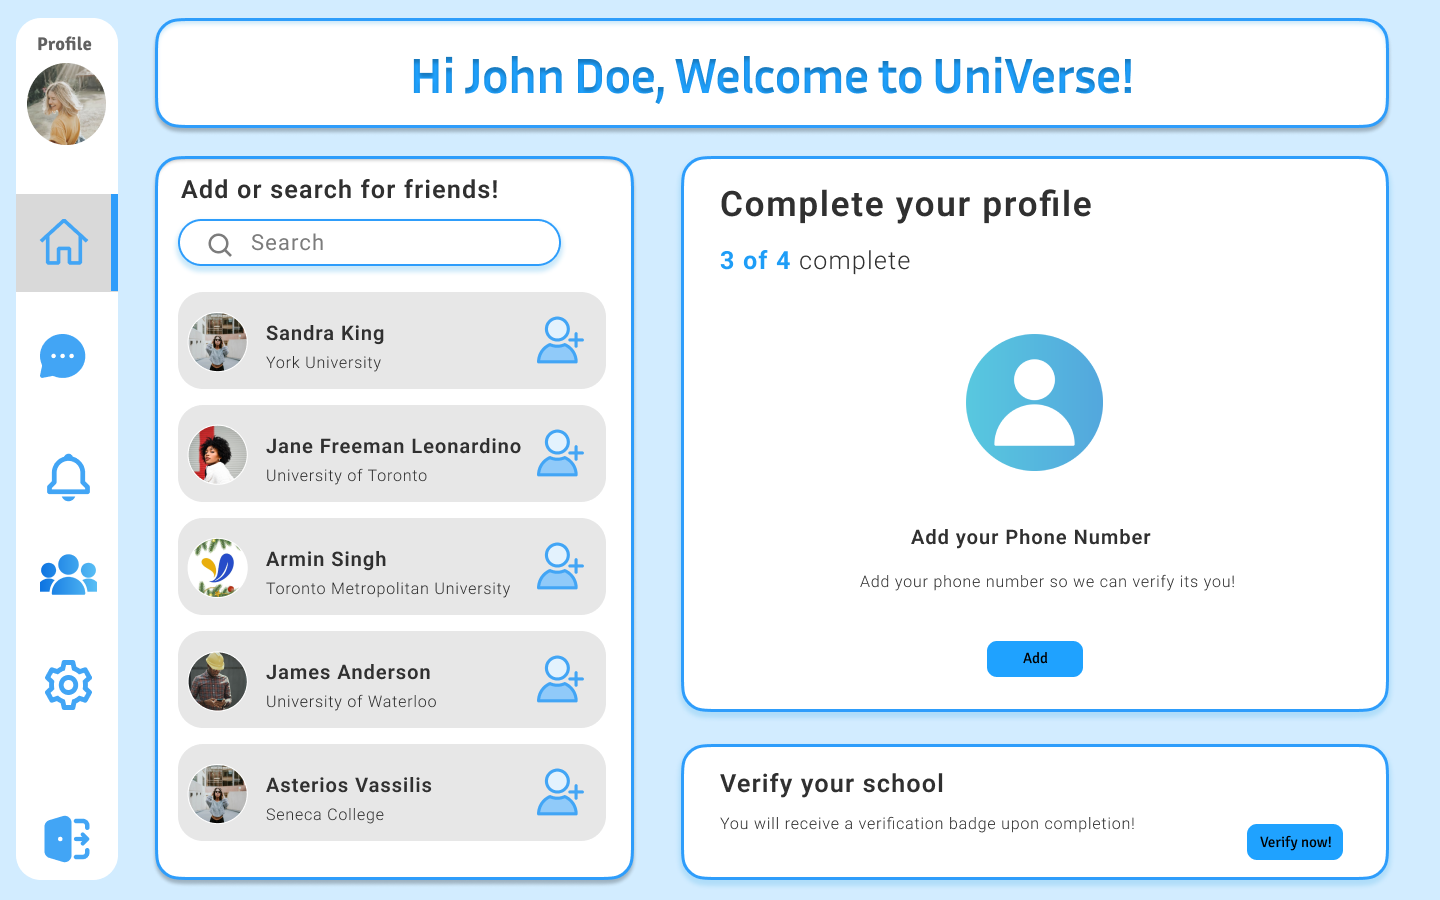 Profile
Hi John Doe, Welcome to UniVerse!
Add or search for friends!
Search
Sandra King
York University
Jane Freeman Leonardino
University of Toronto
Armin Singh
Toronto Metropolitan University
James Anderson
University of Waterloo
Asterios Vassilis
Seneca College
Complete your profile
3 of 4 complete
Add your Phone Number
Add your phone number so we can verify its you!
Add
Verify your school
You will receive a verification badge upon completion!
Verify now!